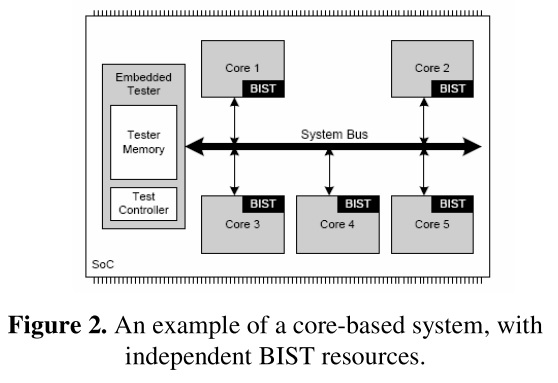 Embedded
Tester
Tester
Memory
Test
Controller
Core 1
BIST
Core 2
BIST
System Bus
BIST
Core 3
BIST
Core 4
BIST
Core 5
SoC
Figure 2. An example of a core-based system, with
independent BIST resources.